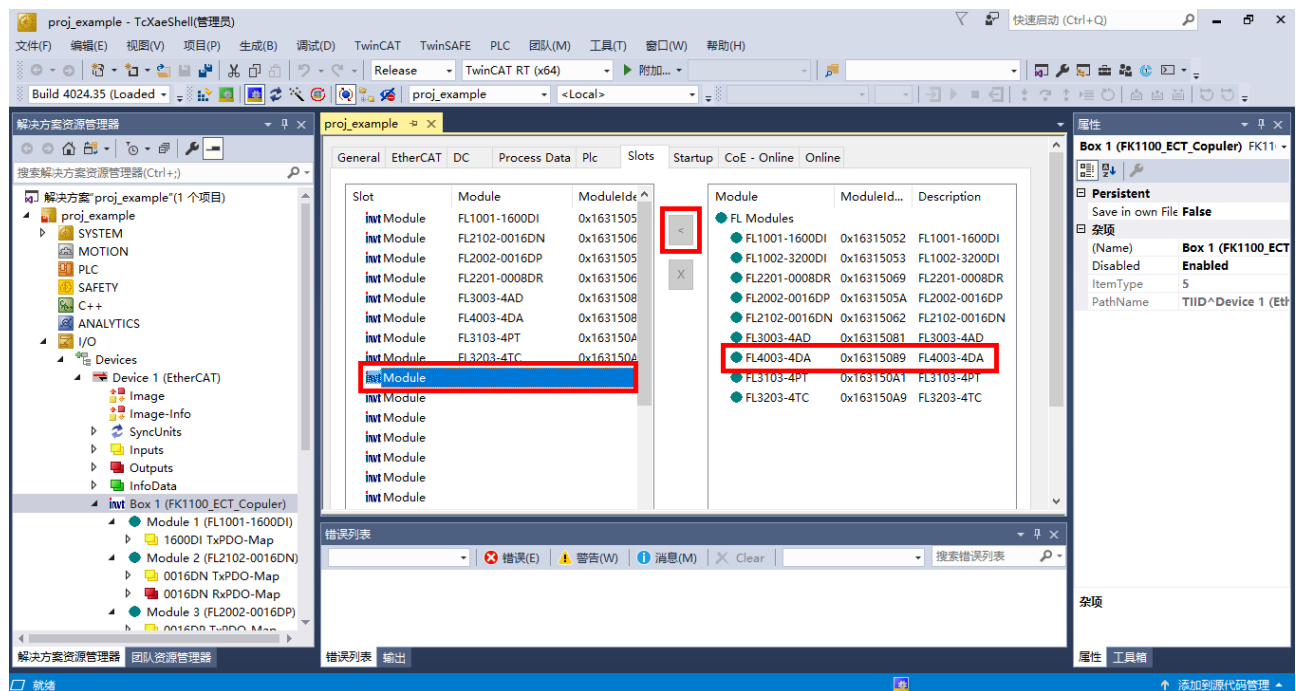 proj_example - TcXaeShell(管理员)
快速启动 (Ctrl+Q)
文件(F) 编辑(E) 视图(V) 项目(P) 生成(B) 调试(D) TwinCAT TwinSAFE PLC 团队(M) 工具(T) 窗口(W) 帮助(H)
Release TwinCAT RT (x64) 附加...
Build 4024.35 (Loaded proj_example <Local>
解决方案资源管理器
搜索解决方案资源管理器(Ctrl+;)
解决方案"proj_example"(1 个项目)
proj_example
SYSTEM
MOTION
PLC
SAFETY
C++
ANALYTICS
I/O
Devices
Device 1 (EtherCAT)
Image
Image-Info
SyncUnits
Inputs
Outputs
InfoData
invt Box 1 (FK1100_ECT_Copuler)
Module 1 (FL1001-1600DI)
1600DI TxPDO-Map
Module 2 (FL2102-0016DN)
0016DN TxPDO-Map
0016DN RxPDO-Map
Module 3 (FL2002-0016DP)
0016DP TxPDO-Map
解决方案资源管理器 团队资源管理器
proj_example
General EtherCAT DC Process Data Plc Slots Startup CoE - Online Online
Slot Module ModuleIde
invt Module FL1001-1600DI 0x1631505
invt Module FL2102-0016DN 0x1631506
invt Module FL2002-0016DP 0x1631505
invt Module FL2201-0008DR 0x1631506
invt Module FL3003-4AD 0x1631508
invt Module FL4003-4DA 0x1631508
invt Module FL3103-4PT 0x163150A
invt Module FL3203-4TC 0x163150A
invt Module
invt Module
invt Module
invt Module
invt Module
invt Module
invt Module
<
X
Module ModuleId... Description
FL Modules
FL1001-1600DI 0x16315052 FL1001-1600DI
FL1002-3200DI 0x16315053 FL1002-3200DI
FL2201-0008DR 0x16315069 FL2201-0008DR
FL2002-0016DP 0x1631505A FL2002-0016DP
FL2102-0016DN 0x16315062 FL2102-0016DN
FL3003-4AD 0x16315081 FL3003-4AD
FL4003-4DA 0x16315089 FL4003-4DA
FL3103-4PT 0x163150A1 FL3103-4PT
FL3203-4TC 0x163150A9 FL3203-4TC
错误列表
错误(E) 警告(W) 消息(M) Clear 搜索错误列表
错误列表 输出
属性
Box 1 (FK1100_ECT_Copuler) FK11
Persistent
Save in own File False
杂项
(Name) Box 1 (FK1100_ECT
Disabled Enabled
ItemType 5
PathName TIID^Device 1 (Eth
杂项
属性 工具箱
就绪
添加到源代码管理